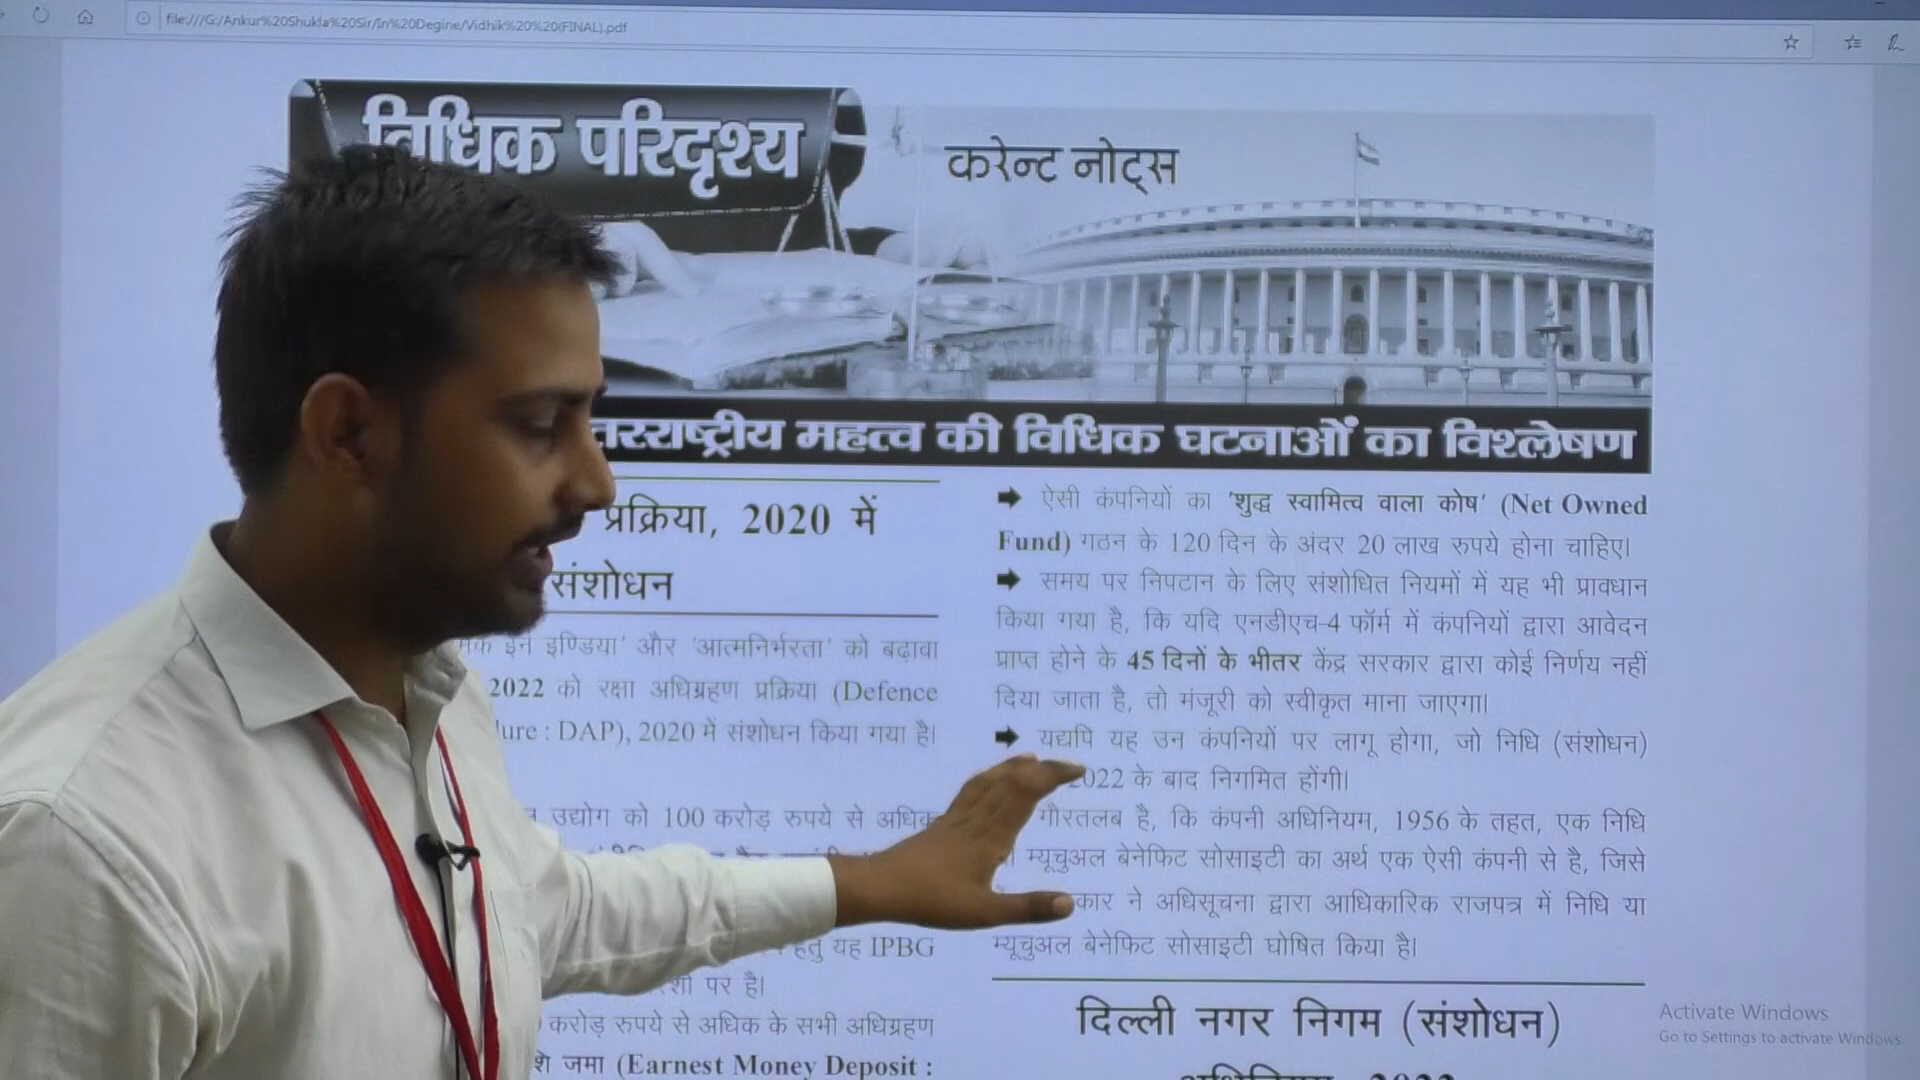 file:///G:/Ankur%20Shukla%20Sir/In%20Degine/Vidhik%20%20(FINAL).pdf
विधिक परिदृश्य
करेन्ट नोट्स
महत्व की विधिक घटनाओं का विश्लेषण
प्रक्रिया, 2020 में
संशोधन
इन इण्डिया' और 'आत्मनिर्भरता' को बढ़ावा
2022 को रक्षा अधिग्रहण प्रक्रिया (Defence
: DAP), 2020 में संशोधन किया गया है।
उद्योग को 100 करोड़ रुपये से अधिक
हेतु यह IPBG
पर है।
करोड़ रुपये से अधिक के सभी अधिग्रहण
जमा (Earnest Money Deposit :
➡ ऐसी कंपनियों का 'शुद्ध स्वामित्व वाला कोष' (Net Owned
Fund) गठन के 120 दिन के अंदर 20 लाख रुपये होना चाहिए।
➡ समय पर निपटान के लिए संशोधित नियमों में यह भी प्रावधान
किया गया है, कि यदि एनडीएच-4 फॉर्म में कंपनियों द्वारा आवेदन
प्राप्त होने के 45 दिनों के भीतर केंद्र सरकार द्वारा कोई निर्णय नहीं
दिया जाता है, तो मंजूरी को स्वीकृत माना जाएगा।
➡ यद्यपि यह उन कंपनियों पर लागू होगा, जो निधि (संशोधन)
2022 के बाद निगमित होंगी।
गौरतलब है, कि कंपनी अधिनियम, 1956 के तहत, एक निधि
म्यूचुअल बेनेफिट सोसाइटी का अर्थ एक ऐसी कंपनी से है, जिसे
ने अधिसूचना द्वारा आधिकारिक राजपत्र में निधि या
म्यूचुअल बेनेफिट सोसाइटी घोषित किया है।
दिल्ली नगर निगम (संशोधन)
Activate Windows
Go to Settings to activate Windows.